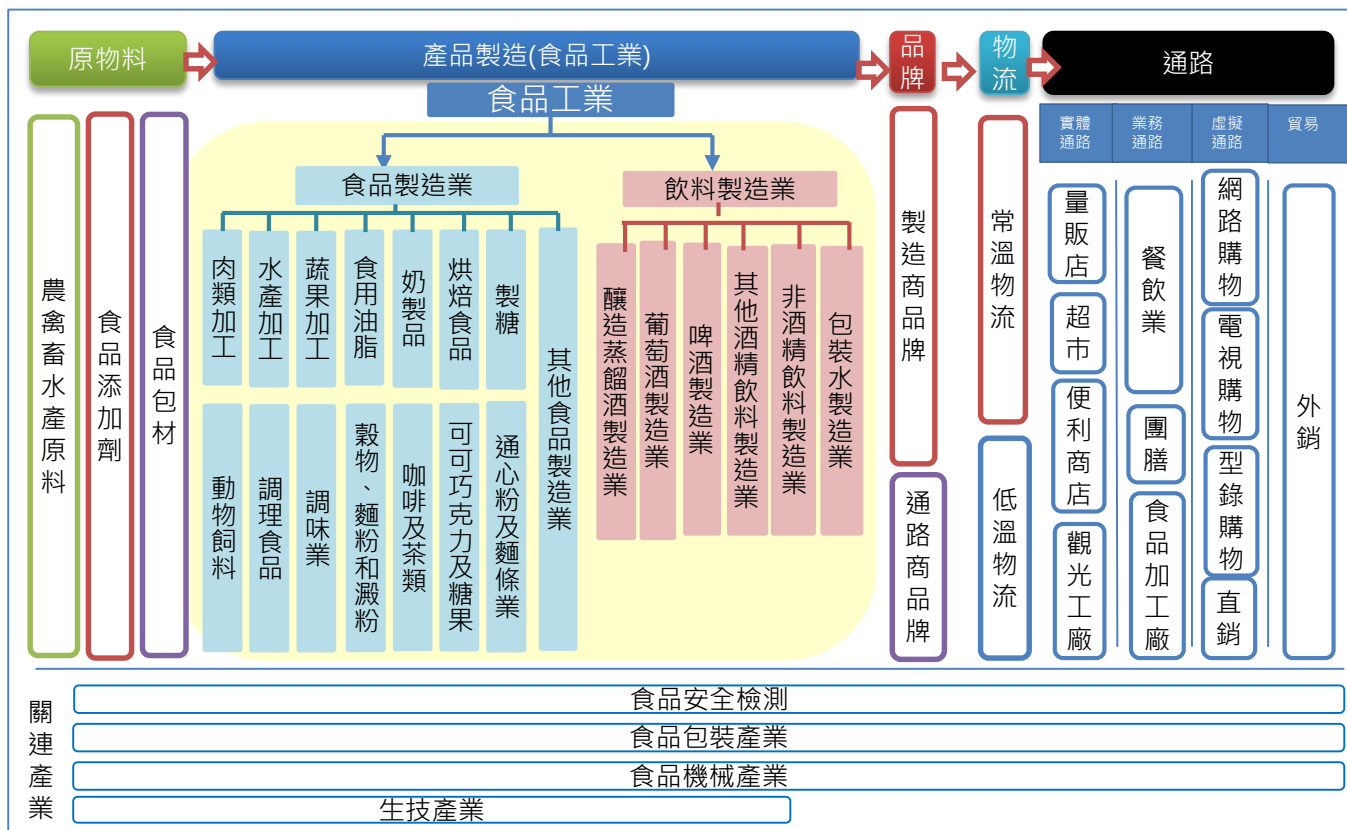 原物料
產品製造(食品工業)
品牌
物流
通路
食品工業
實體
通路
業務
通路
虛擬
通路
貿易
農禽畜水產原料
食品添加劑
食品包材
食品製造業
肉類加工
水產加工
蔬果加工
食用油脂
奶製品
烘焙食品
製糖
其他食品製造業
動物飼料
調理食品
調味業
穀物、麵粉和澱粉
咖啡及茶類
可可巧克力及糖果
通心粉及麵條業
飲料製造業
釀造蒸餾酒製造業
葡萄酒製造業
啤酒製造業
其他酒精飲料製造業
非酒精飲料製造業
包裝水製造業
製造商品牌
通路商品牌
常溫物流
低溫物流
量販店
超市
便利商店
觀光工廠
餐飲業
團膳
食品加工廠
網路購物
電視購物
型錄購物
直銷
外銷
關連產業
食品安全檢測
食品包裝產業
食品機械產業
生技產業